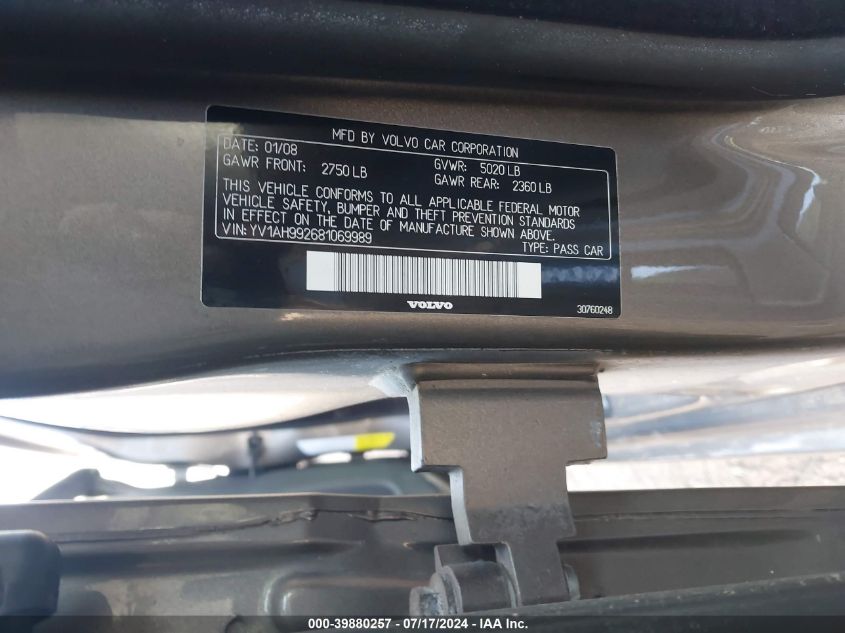 MFD BY VOLVO CAR CORPORATION
DATE: 01/08 GVWR: 5020 LB
GAWR FRONT: 2750 LB GAWR REAR: 2360 LB
THIS VEHICLE CONFORMS TO ALL APPLICABLE FEDERAL MOTOR
VEHICLE SAFETY, BUMPER AND THEFT PREVENTION STANDARDS
IN EFFECT ON THE DATE OF MANUFACTURE SHOWN ABOVE.
VIN: YV1AH992681069989 TYPE: PASS CAR
VOLVO 30760248
000-39880257 - 07/17/2024 - IAA Inc.